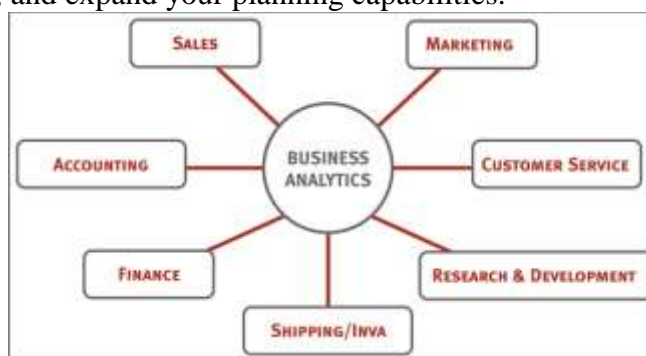 and expand your planning capabilities.
SALES
MARKETING
ACCOUNTING
BUSINESS
ANALYTICS
CUSTOMER SERVICE
FINANCE
RESEARCH & DEVELOPMENT
SHIPPING/INVA